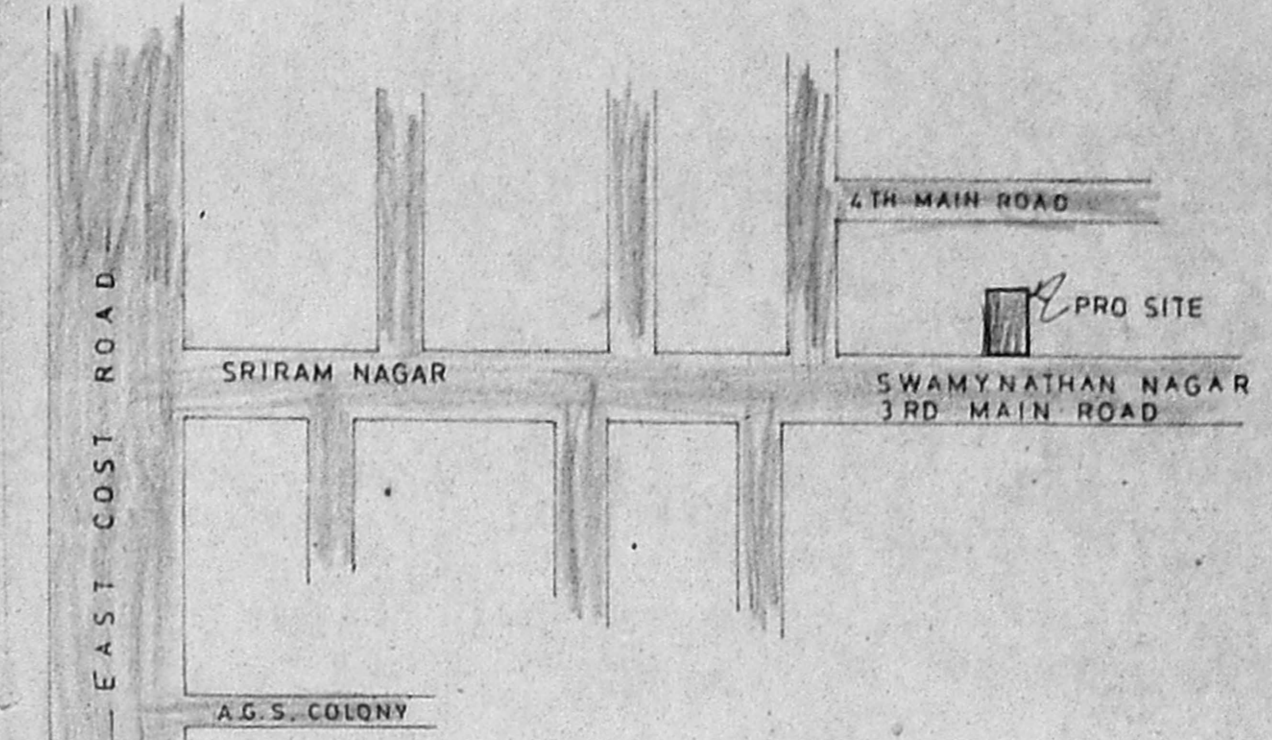 4TH MAIN ROAD
PRO SITE
SRIRAM NAGAR
SWAMYNATHAN NAGAR
3RD MAIN ROAD
EAST COST ROAD
A.G.S. COLONY